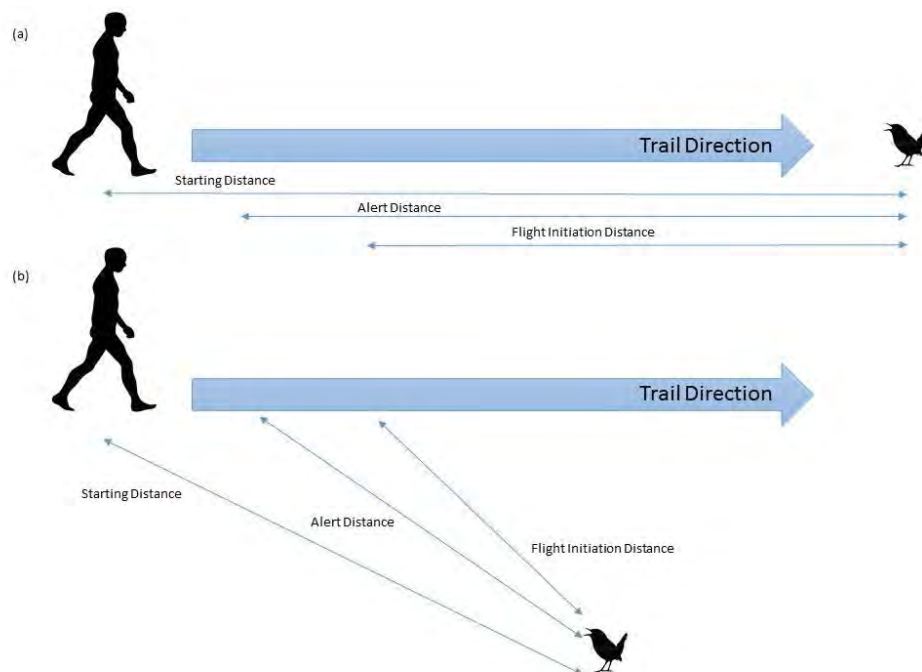 (a)
Trail Direction
Starting Distance
Alert Distance
Flight Initiation Distance
(b)
Trail Direction
Starting Distance
Alert Distance
Flight Initiation Distance